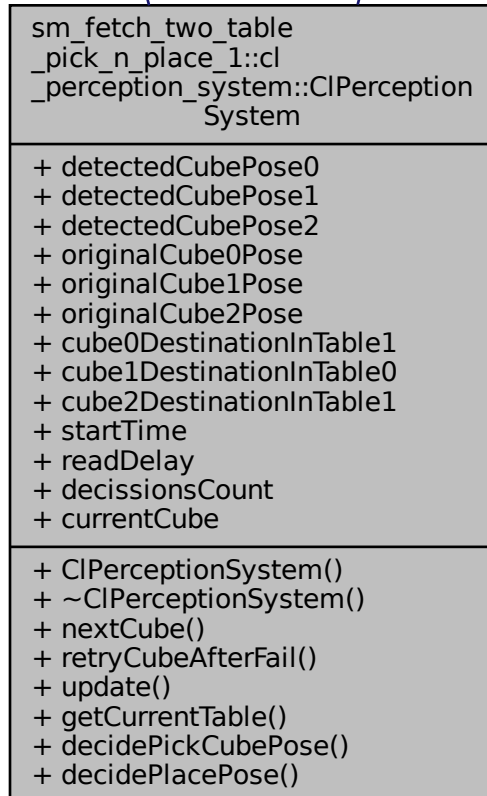 sm_fetch_two_table
_pick_n_place_1::cl
_perception_system::ClPerception
System
+ detectedCubePose0
+ detectedCubePose1
+ detectedCubePose2
+ originalCube0Pose
+ originalCube1Pose
+ originalCube2Pose
+ cube0DestinationInTable1
+ cube1DestinationInTable0
+ cube2DestinationInTable1
+ startTime
+ readDelay
+ decissionsCount
+ currentCube
+ ClPerceptionSystem()
+ ~ClPerceptionSystem()
+ nextCube()
+ retryCubeAfterFail()
+ update()
+ getCurrentTable()
+ decidePickCubePose()
+ decidePlacePose()